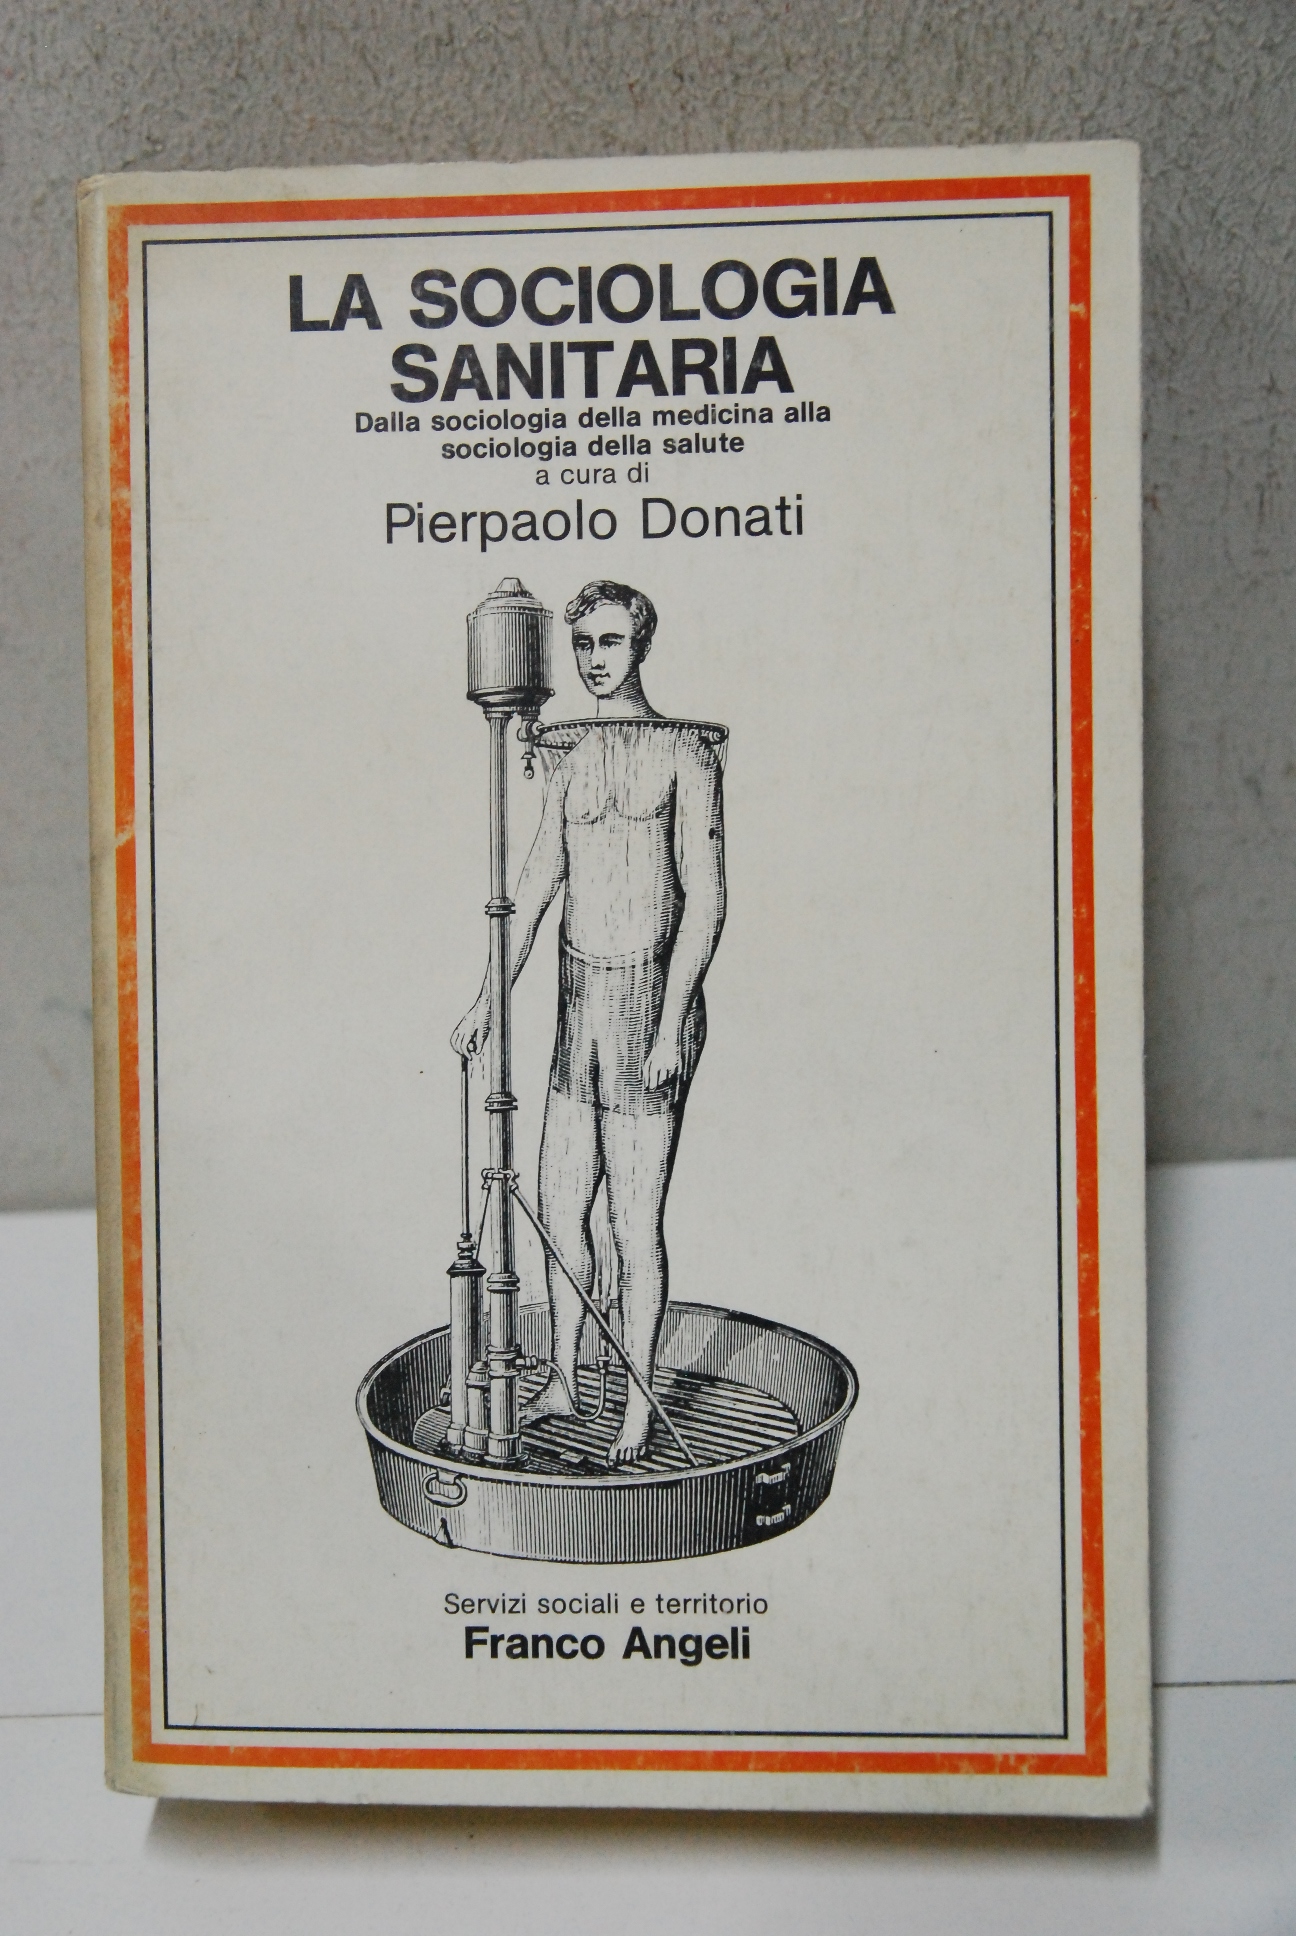 LA SOCIOLOGIA
SANITARIA
Dalla sociologia della medicina alla
sociologia della salute
a cura di
Pierpaolo Donati
Servizi sociali e territorio
Franco Angeli